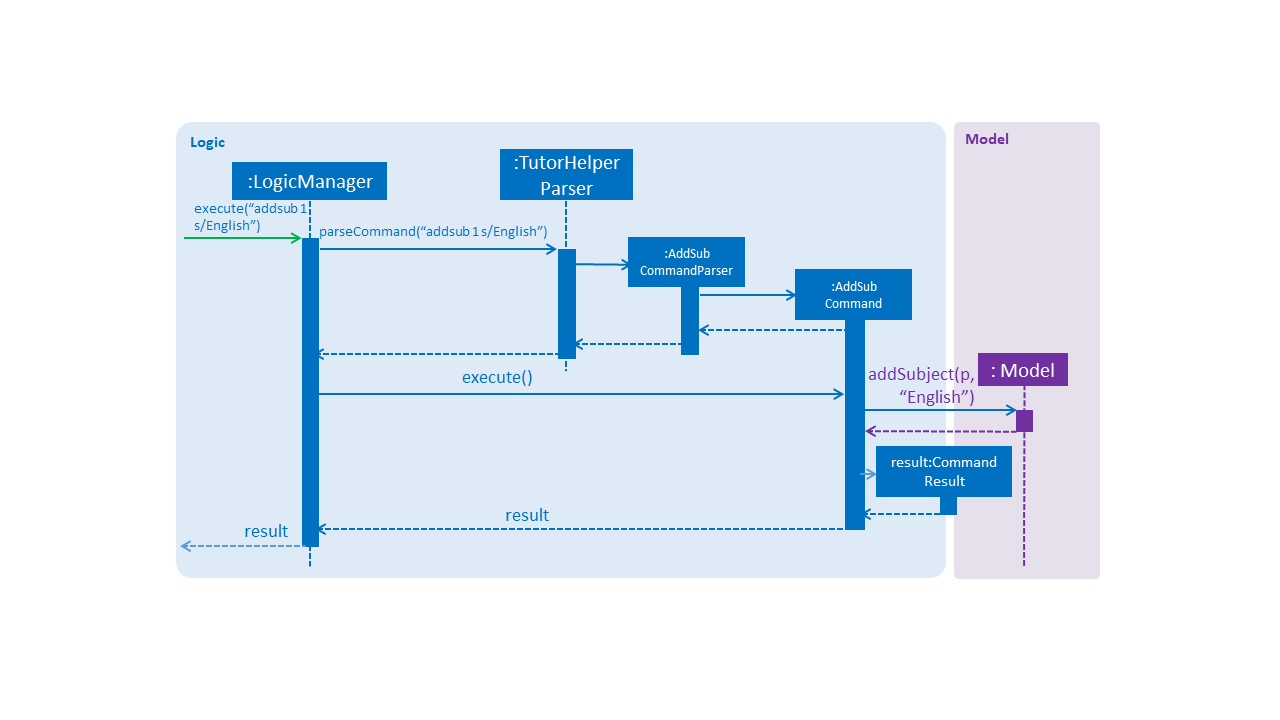 Logic
Model
:LogicManager
:TutorHelper
Parser
execute(“addsub 1
s/English”)
parseCommand(“addsub 1 s/English”)
:AddSub
CommandParser
:AddSub
Command
execute()
addSubject(p,
“English”)
: Model
result:Command
Result
result
result